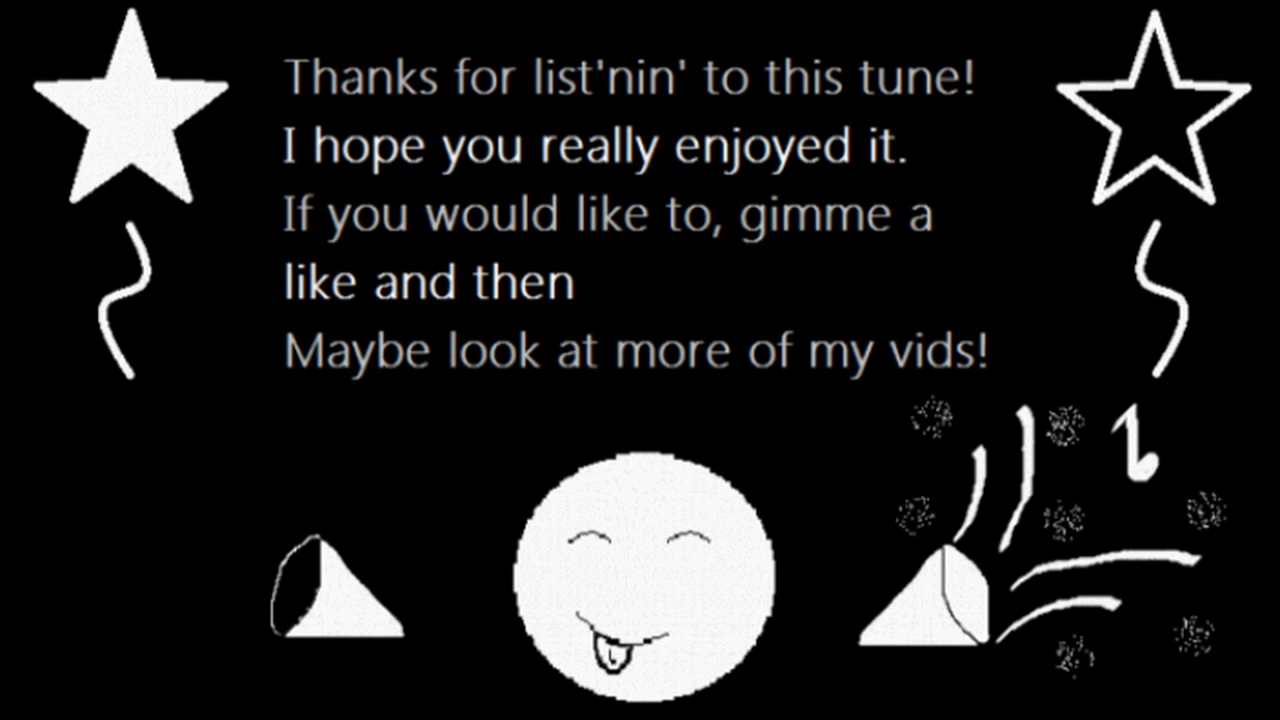 Thanks for list'nin' to this tune!
I hope you really enjoyed it.
If you would like to, gimme a
like and then
Maybe look at more of my vids!